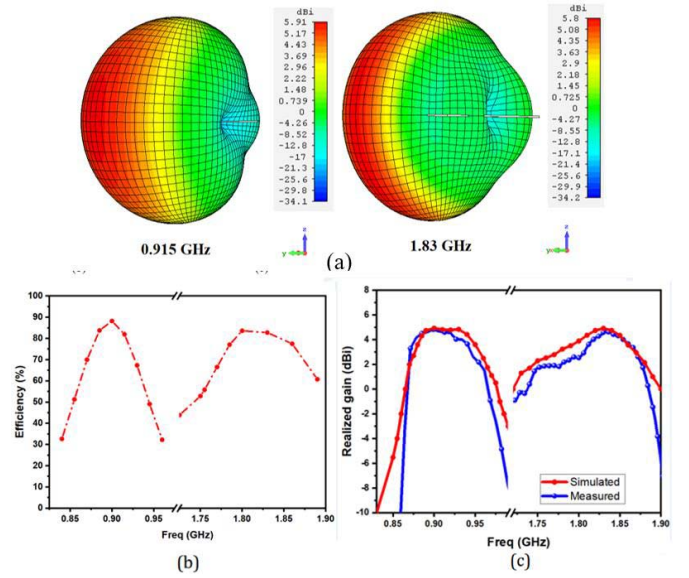 dBi
5.91
5.17
4.43
3.69
2.96
2.22
1.48
0.739
0
-4.26
-8.52
-12.8
-17
-21.3
-25.6
-29.8
-34.1
dBi
5.8
5.08
4.35
3.63
2.9
2.18
1.45
0.725
0
-4.27
-8.55
-12.8
-17.1
-21.4
-25.6
-29.9
-34.2
0.915 GHz
z
y
1.83 GHz
z
y
(a)
Efficiency (%)
100
90
80
70
60
50
40
30
20
10
0
0.85 0.90 0.95 1.75 1.80 1.85 1.90
Freq (GHz)
(b)
Realized gain (dBi)
8
6
4
2
0
-2
-4
-6
-8
-10
Simulated
Measured
0.85 0.90 0.95 1.75 1.80 1.85 1.90
Freq (GHz)
(c)